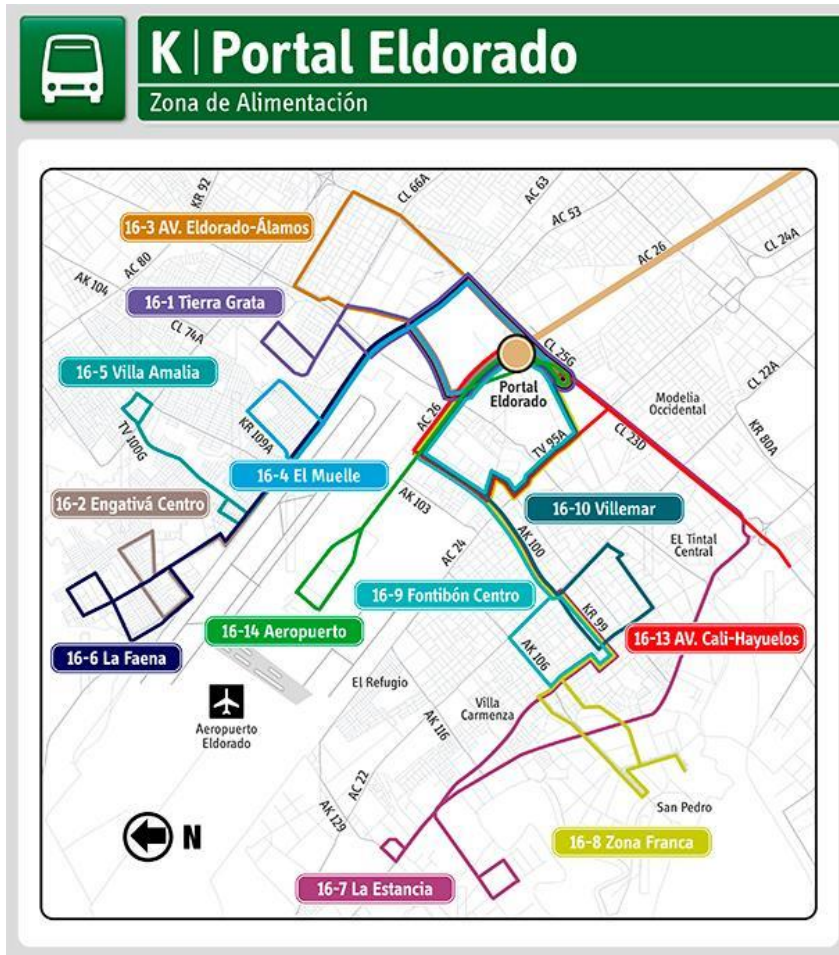 K | Portal Eldorado
Zona de Alimentación
KR 92
CL 66A
AC 63
AC 53
AC 26
CL 24A
16-3 AV. Eldorado-Álamos
AC 80
AK 104
16-1 Tierra Grata
CL 74A
CL 25G
CL 22A
16-5 Villa Amalia
Portal
Eldorado
Modelia
Occidental
KR 109A
AC 26
TV 95A
CL 23D
KR 80A
TV 100G
16-4 El Muelle
16-2 Engativá Centro
AK 103
16-10 Villemar
AK 100
EL Tintal
Central
AC 24
16-9 Fontibón Centro
KR 99
16-14 Aeropuerto
16-13 AV. Cali-Hayuelos
16-6 La Faena
AK 106
El Refugio
Villa
Carmenza
Aeropuerto
Eldorado
AK 116
AC 22
AK 129
San Pedro
N
16-8 Zona Franca
16-7 La Estancia